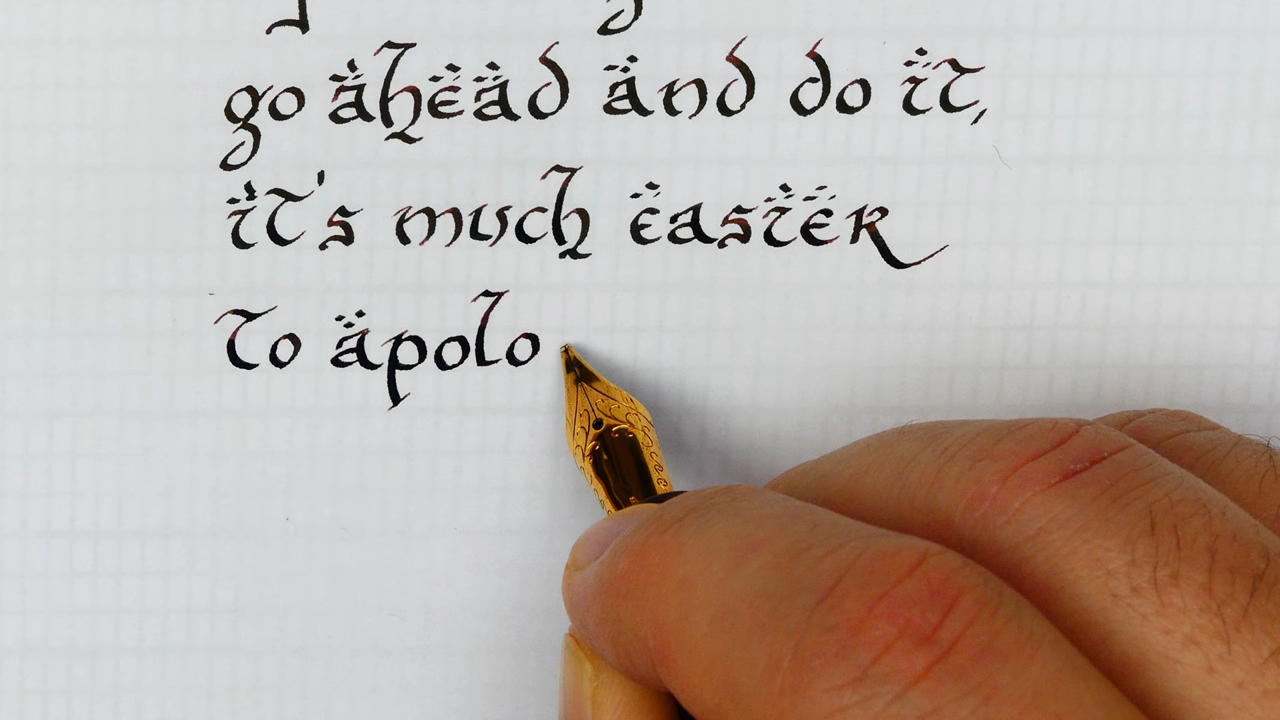 go ahead and do it,
it's much easier
to apolo